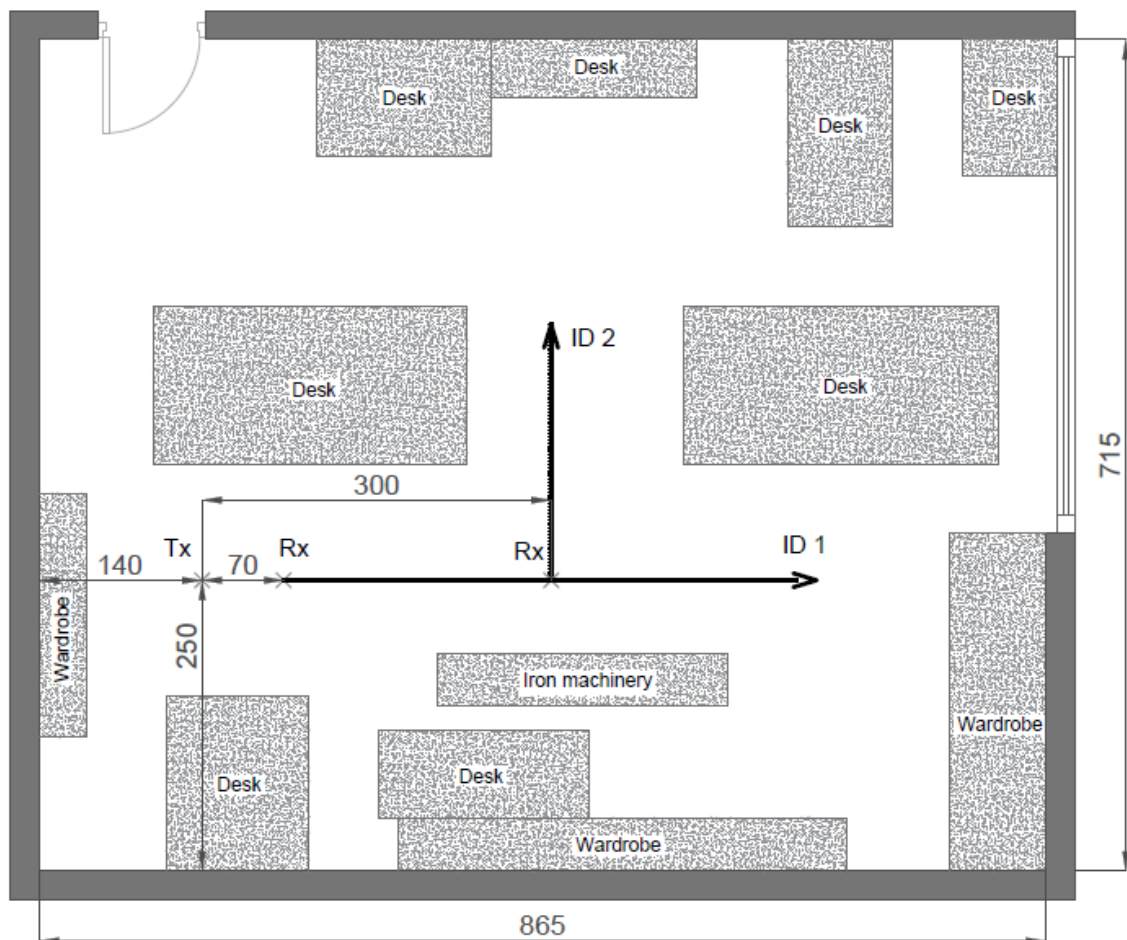 Desk
Desk
Desk
Desk
Desk
Desk
ID 2
300
715
Tx
Rx
Rx
ID 1
140
70
Wardrobe
250
Iron machinery
Wardrobe
Desk
Desk
Wardrobe
865